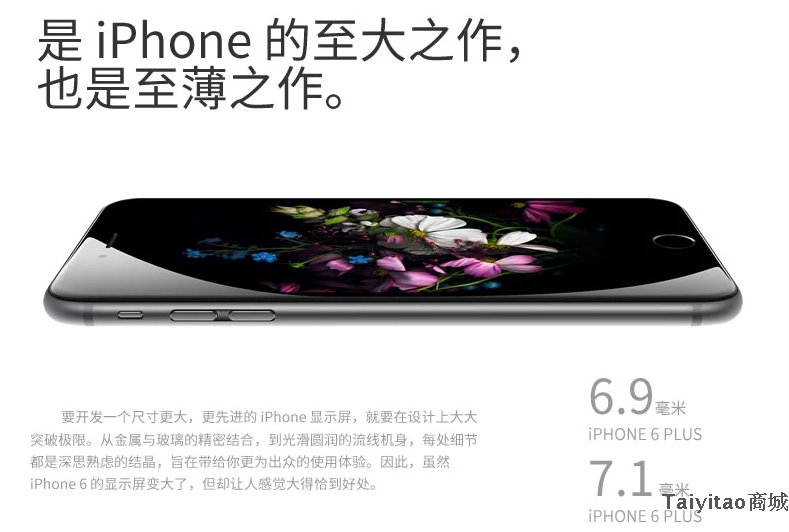 是 iPhone 的至大之作，
也是至薄之作。
要开发一个尺寸更大，更先进的 iPhone 显示屏，就要在设计上大大
突破极限。从金属与玻璃的精密结合，到光滑圆润的流线机身，每处细节
都是深思熟虑的结晶，旨在带给你更为出众的使用体验。因此，虽然
iPhone 6 的显示屏变大了，但却让人感觉大得恰到好处。
6.9毫米
iPHONE 6 PLUS
7.1毫米
Taiyitao商城
iPHONE 6 PLUS